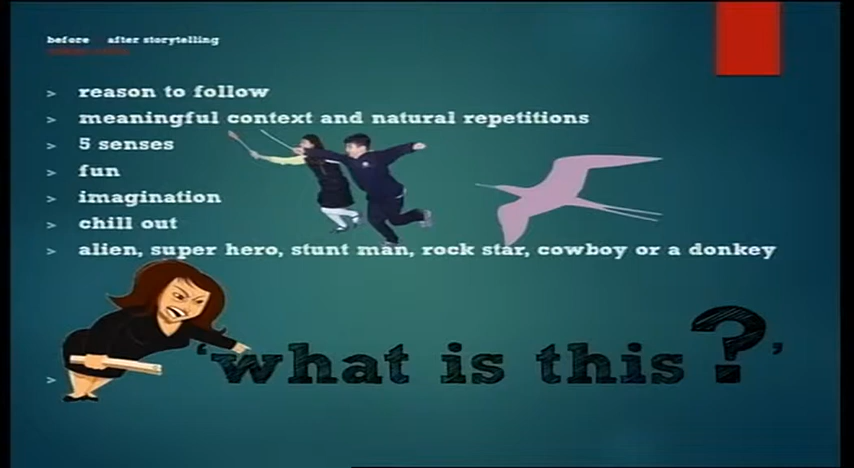 before after storytelling
> reason to follow
> meaningful context and natural repetitions
> 5 senses
> fun
> imagination
> chill out
> alien, super hero, stunt man, rock star, cowboy or a donkey
> ‘what is this?’